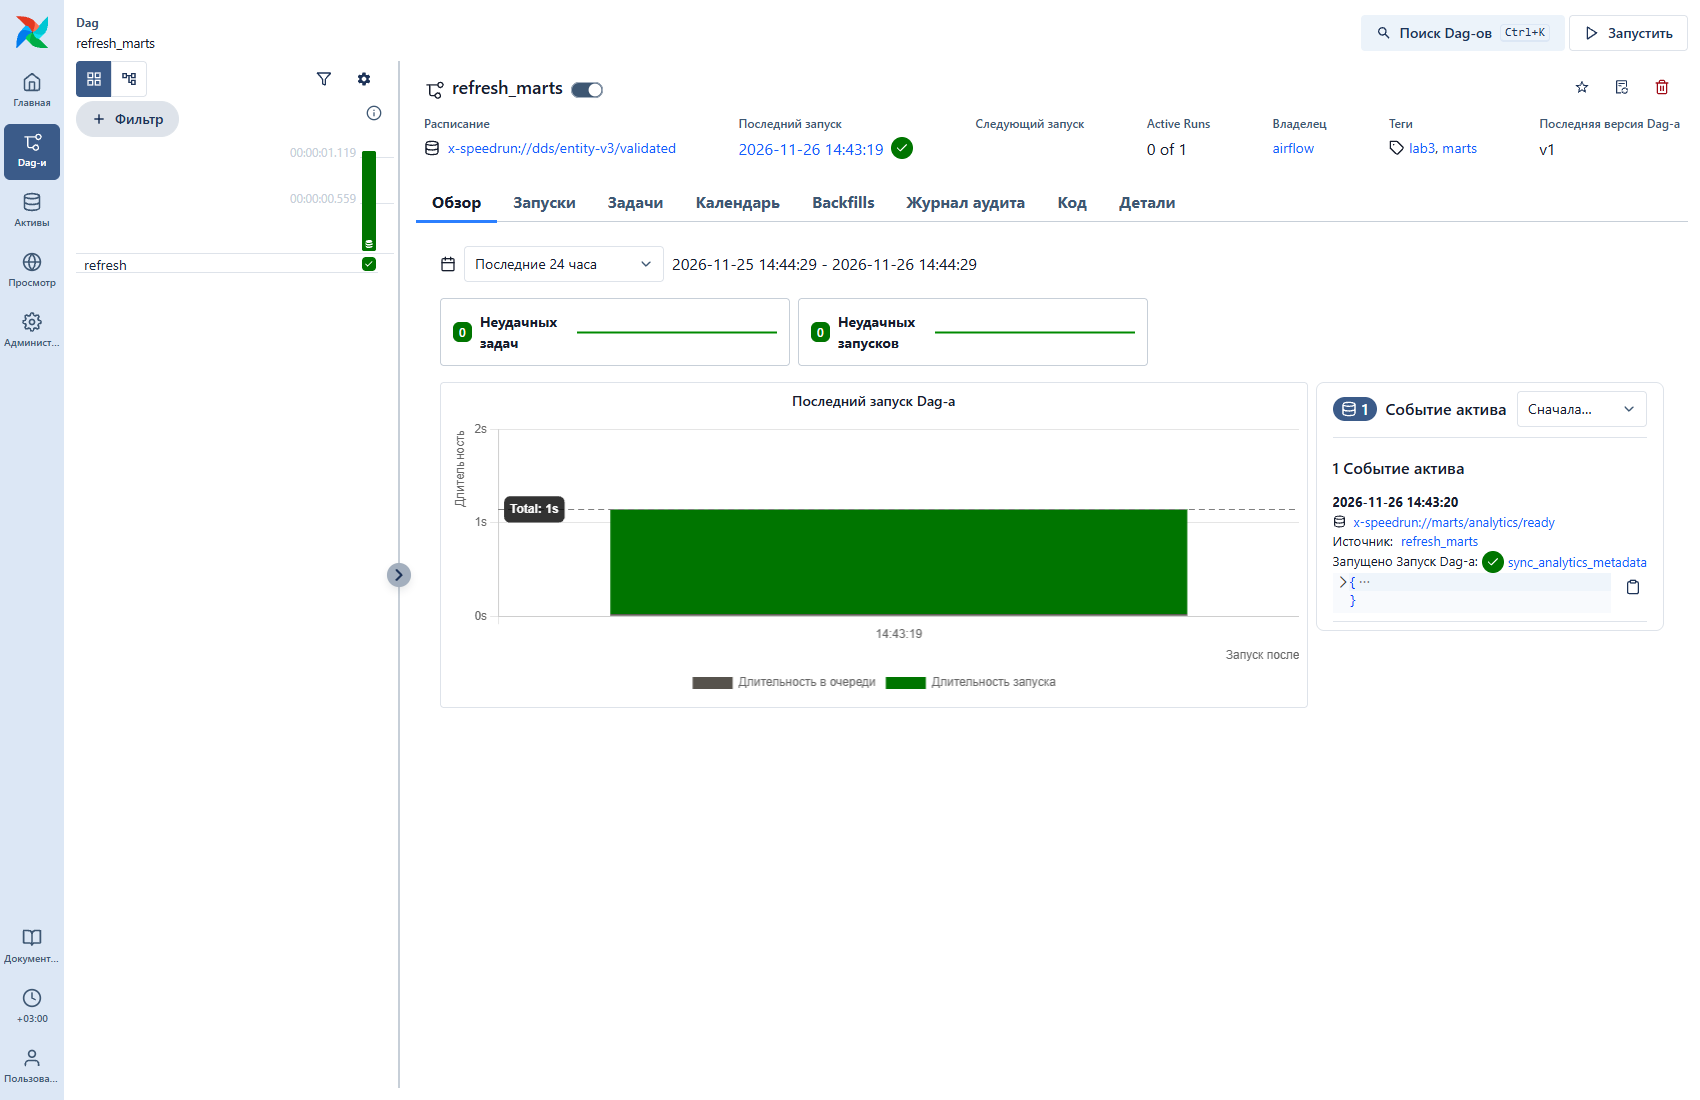 Dag
refresh_marts
Поиск Dag-ов
Ctrl+K
Запустить
Главная
Dag-и
Активы
Просмотр
Админист...
Документ...
+03:00
Пользова...
Фильтр
00:00:01.119
00:00:00.559
refresh
refresh_marts
Расписание
x-speedrun://dds/entity-v3/validated
Последний запуск
2026-11-26 14:43:19
Следующий запуск
Active Runs
0 of 1
Владелец
airflow
Теги
lab3, marts
Последняя версия Dag-а
v1
Обзор
Запуски
Задачи
Календарь
Backfills
Журнал аудита
Код
Детали
Последние 24 часа
2026-11-25 14:44:29 - 2026-11-26 14:44:29
0
Неудачных
задач
0
Неудачных
запусков
Последний запуск Dag-а
Длительность
2s
1s
0s
Total: 1s
14:43:19
Запуск после
Длительность в очереди
Длительность запуска
1
Событие актива
Сначала...
1 Событие актива
2026-11-26 14:43:20
x-speedrun://marts/analytics/ready
Источник: refresh_marts
Запущено Запуск Dag-а: sync_analytics_metadata
{ ...
}